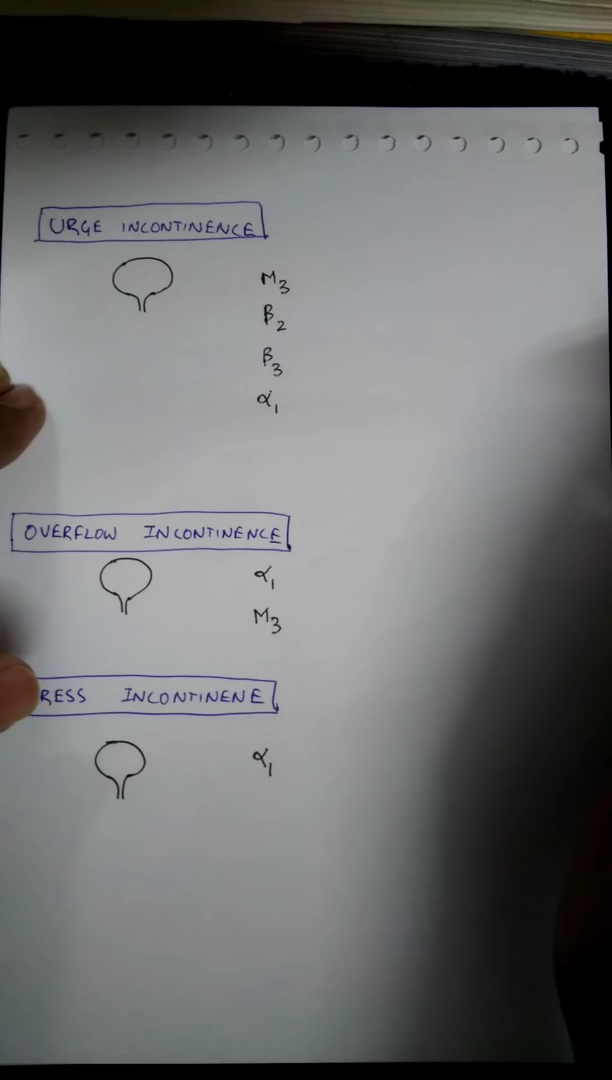 URGE INCONTINENCE
M₃
β₂
β₃
α₁
OVERFLOW INCONTINENCE
α₁
M₃
RESS INCONTINENE
α₁